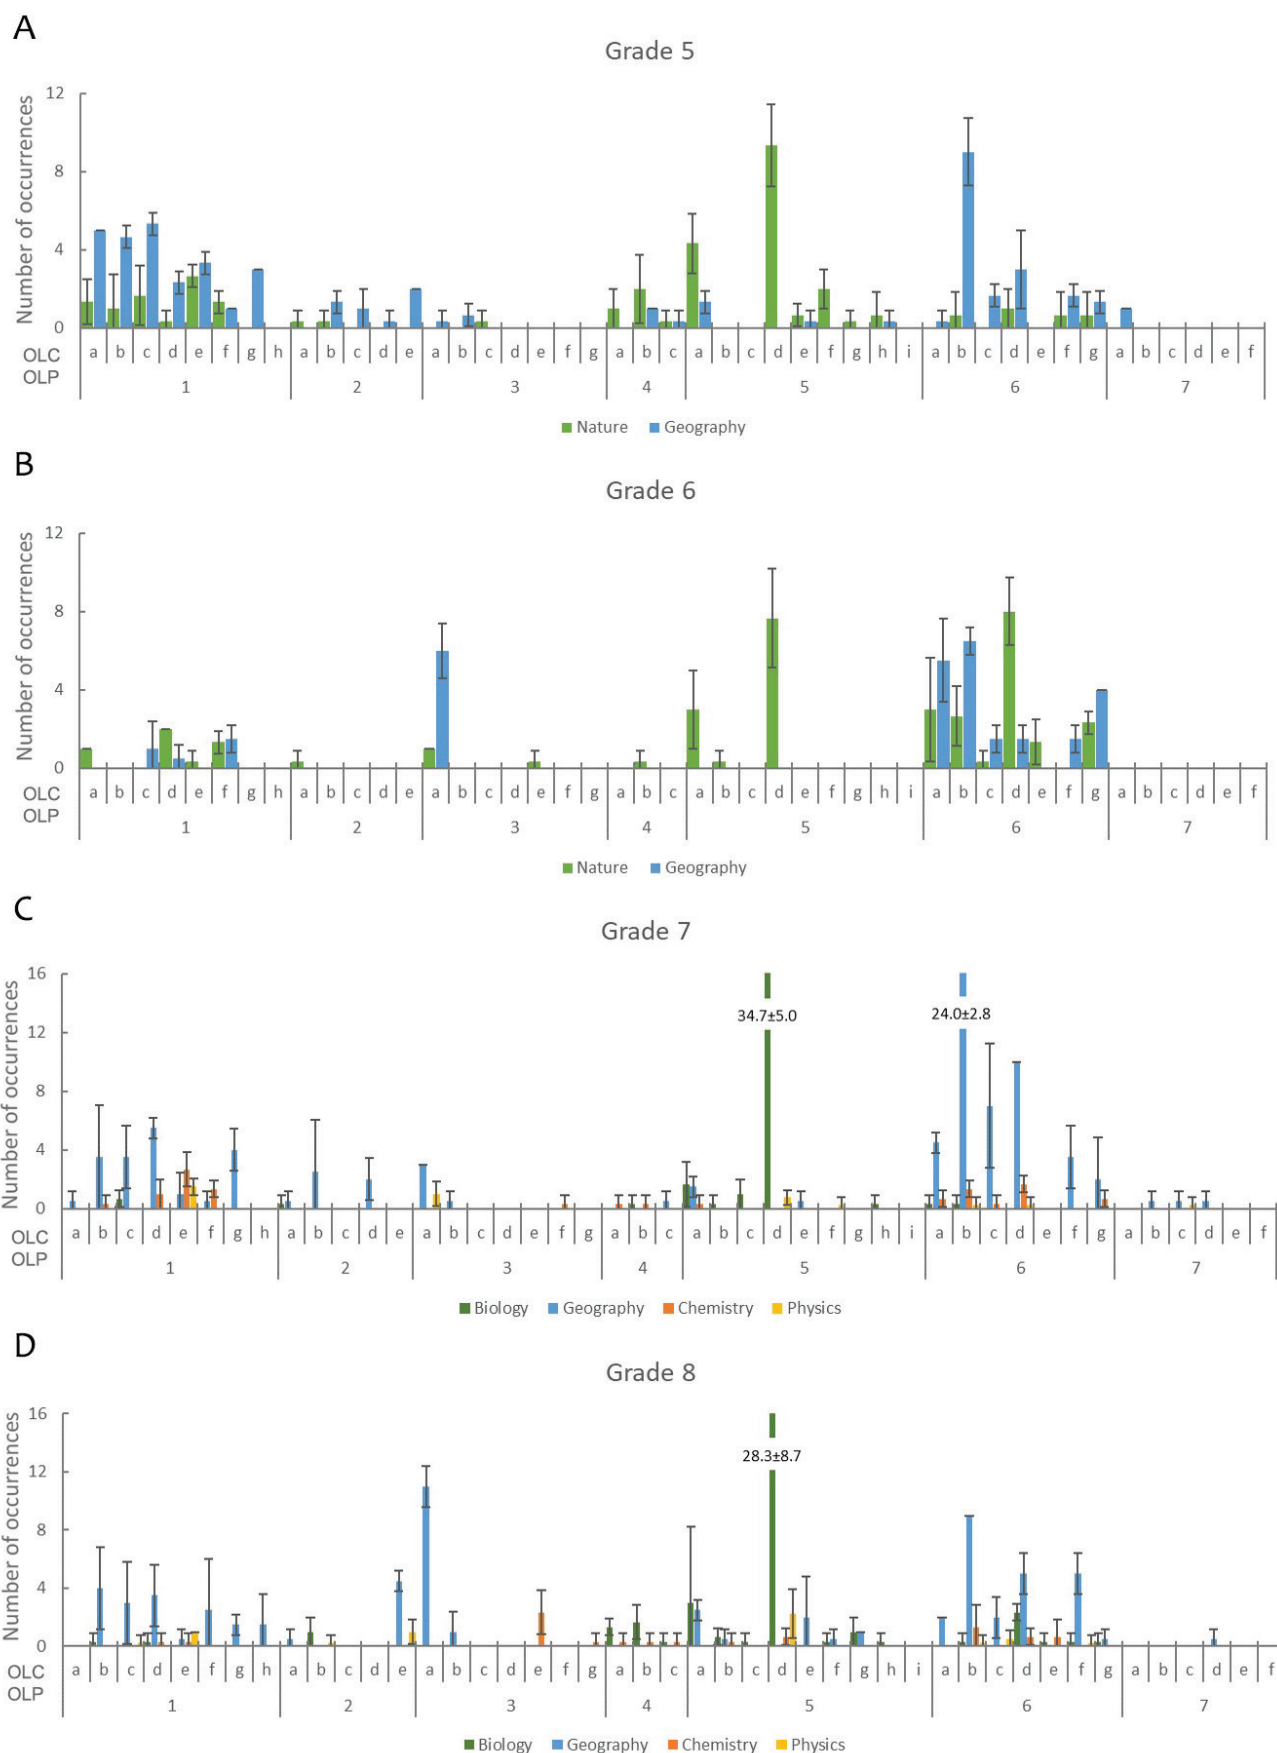 A
Grade 5
Number of occurrences
12
8
4
0
OLC a b c d e f g h a b c d e a b c d e f g a b c a b c d e f g h i a b c d e f g a b c d e f
OLP 1 2 3 4 5 6 7
Nature Geography
B
Grade 6
Number of occurrences
12
8
4
0
OLC a b c d e f g h a b c d e a b c d e f g a b c a b c d e f g h i a b c d e f g a b c d e f
OLP 1 2 3 4 5 6 7
Nature Geography
C
Grade 7
Number of occurrences
16
34.7±5.0 24.0±2.8
12
8
4
0
OLC a b c d e f g h a b c d e a b c d e f g a b c a b c d e f g h i a b c d e f g a b c d e f
OLP 1 2 3 4 5 6 7
Biology Geography Chemistry Physics
D
Grade 8
Number of occurrences
16
28.3±8.7
12
8
4
0
OLC a b c d e f g h a b c d e a b c d e f g a b c a b c d e f g h i a b c d e f g a b c d e f
OLP 1 2 3 4 5 6 7
Biology Geography Chemistry Physics